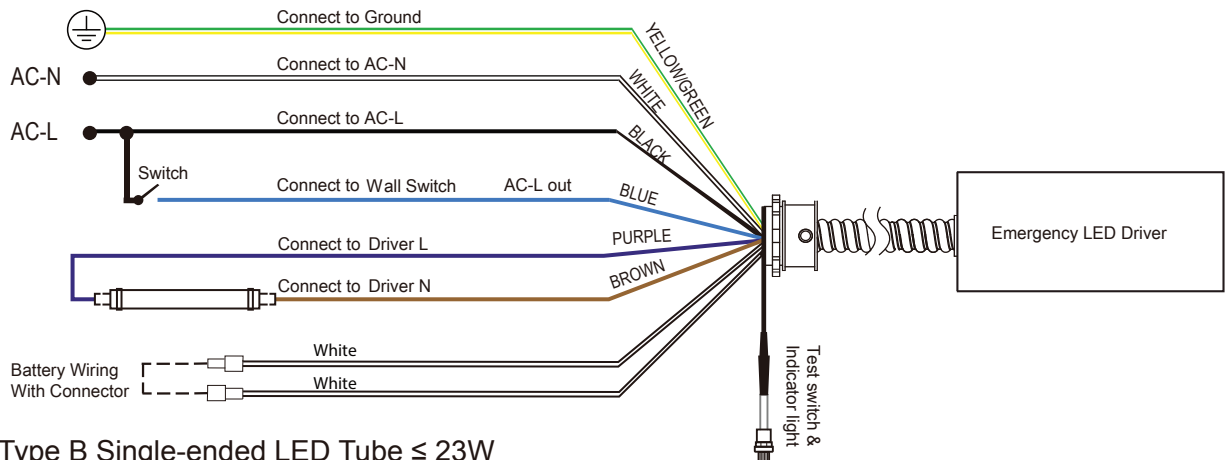 Connect to Ground
YELLOW/GREEN
AC-N
Connect to AC-N
WHITE
AC-L
Connect to AC-L
BLACK
Switch
Connect to Wall Switch
AC-L out
BLUE
Connect to Driver L
PURPLE
Connect to Driver N
BROWN
Emergency LED Driver
Battery Wiring
With Connector
White
White
Test switch &
Indicator light
Type B Single-ended LED Tube ≤ 23W